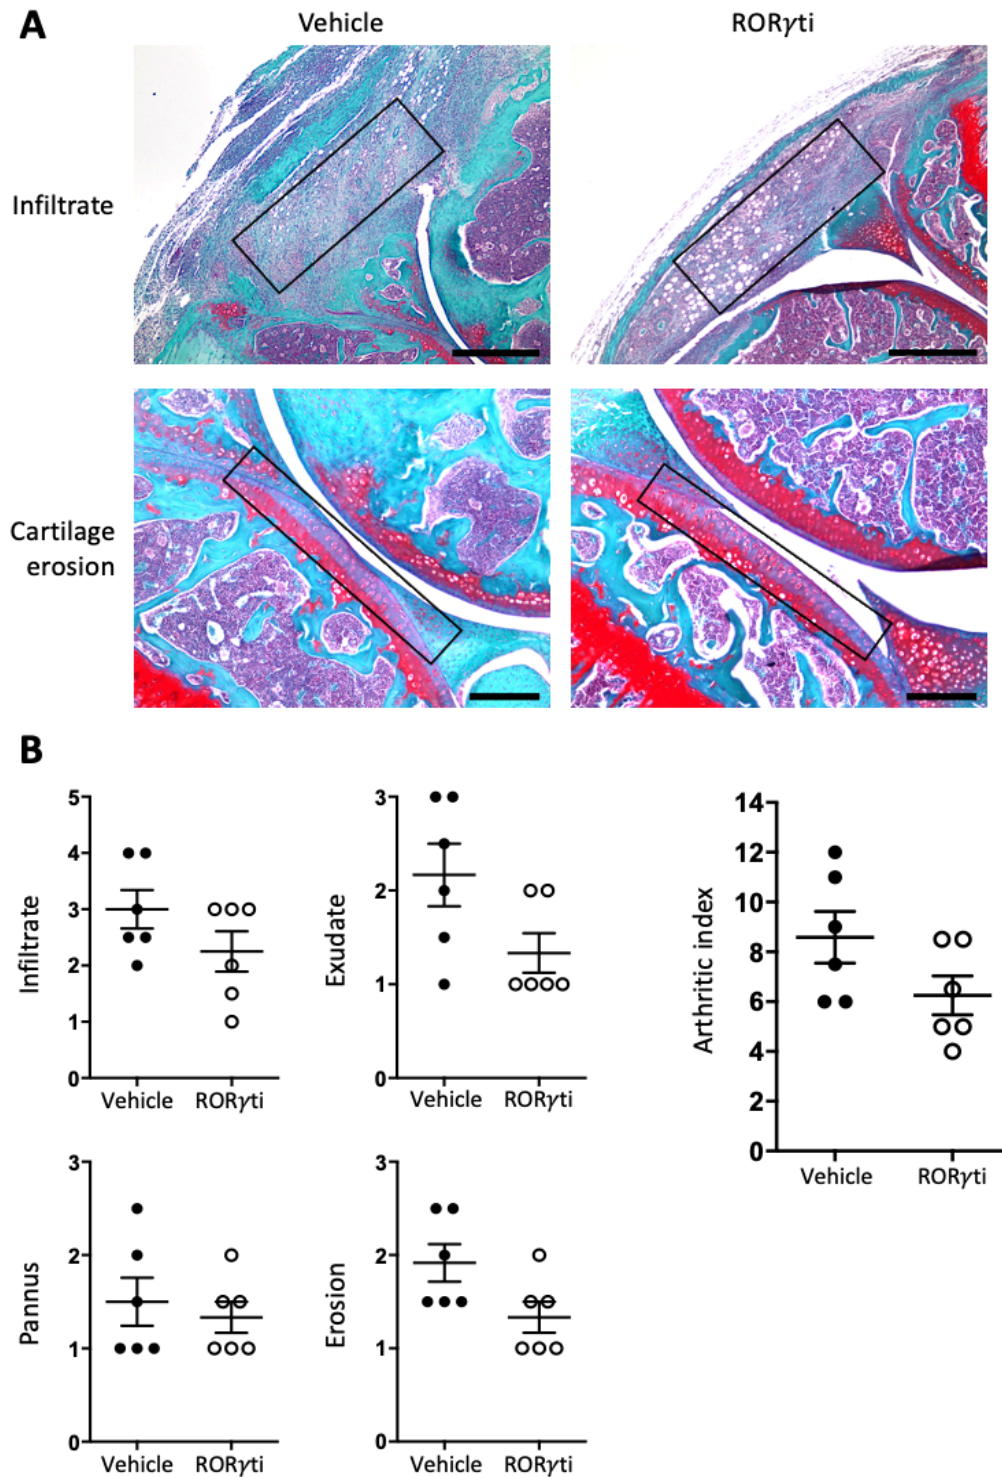 A
Vehicle
RORγti
Infiltrate
Cartilage
erosion
B
5
4
3
2
1
0
Infiltrate
Vehicle
RORγti
3
2
1
0
Exudate
Vehicle
RORγti
14
12
10
8
6
4
2
0
Arthritic index
Vehicle
RORγti
3
2
1
0
Pannus
Vehicle
RORγti
3
2
1
0
Erosion
Vehicle
RORγti